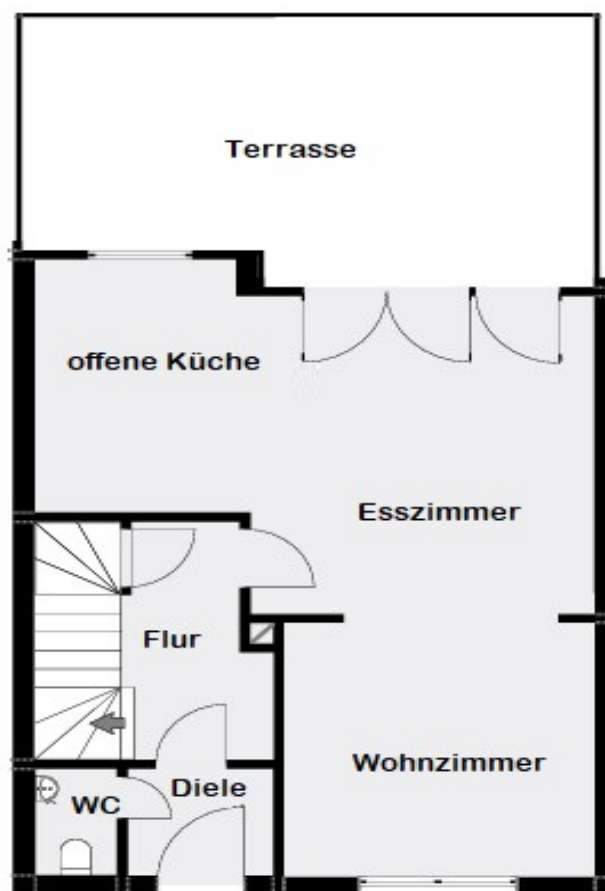 Terrasse
offene Küche
Esszimmer
Flur
Wohnzimmer
Diele
WC